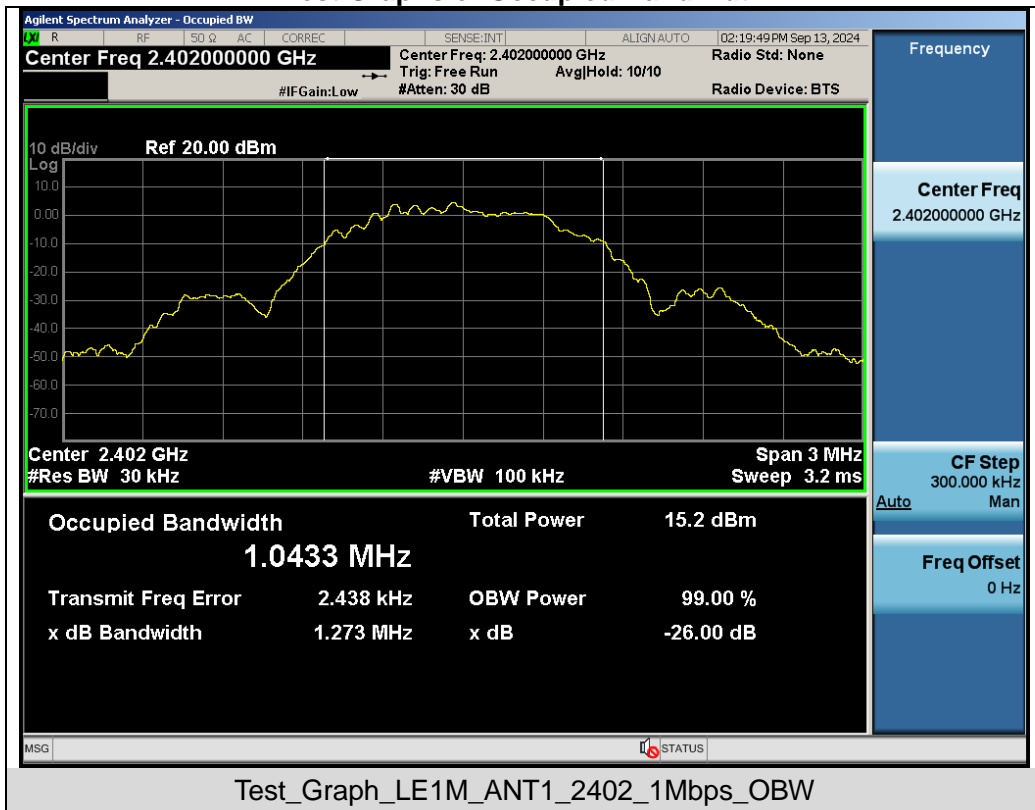 Agilent Spectrum Analyzer - Occupied BW
LXI R RF 50 Ω AC CORREC SENSE:INT ALIGN AUTO 02:19:49 PM Sep 13, 2024
Center Freq 2.402000000 GHz
Center Freq: 2.402000000 GHz Radio Std: None
Trig: Free Run Avg|Hold: 10/10
#IFGain:Low #Atten: 30 dB Radio Device: BTS
10 dB/div Ref 20.00 dBm
Log
10.0
0.00
-10.0
-20.0
-30.0
-40.0
-50.0
-60.0
-70.0
Center 2.402 GHz Span 3 MHz
#Res BW 30 kHz #VBW 100 kHz Sweep 3.2 ms
Occupied Bandwidth Total Power 15.2 dBm
1.0433 MHz
Transmit Freq Error 2.438 kHz OBW Power 99.00 %
x dB Bandwidth 1.273 MHz x dB -26.00 dB
MSG STATUS
Frequency
Center Freq
2.402000000 GHz
CF Step
300.000 kHz
Auto Man
Freq Offset
0 Hz
Test_Graph_LE1M_ANT1_2402_1Mbps_OBW